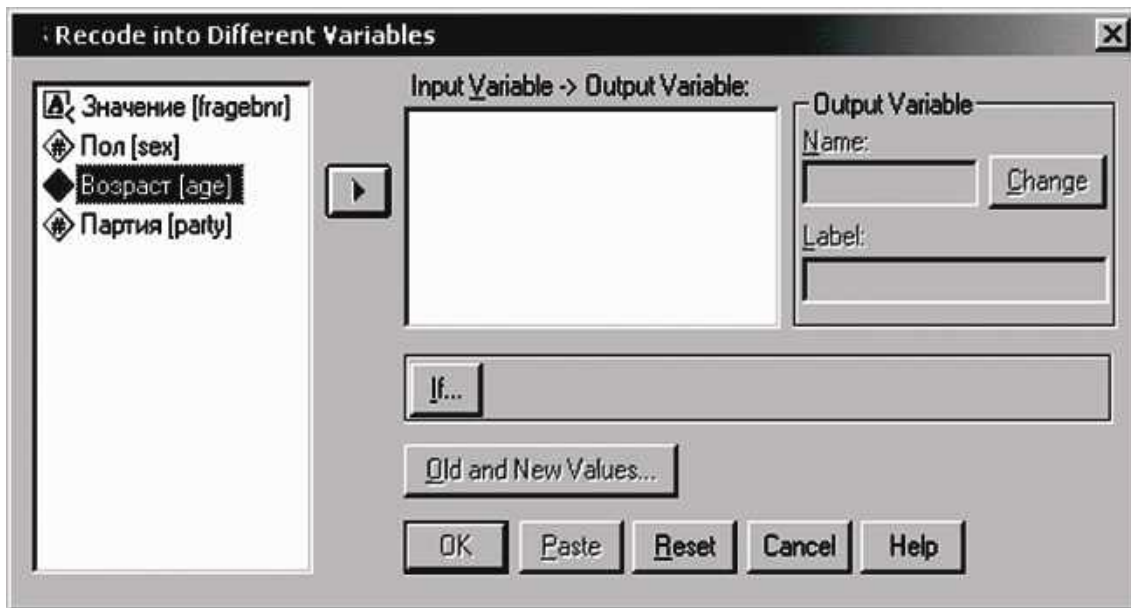 Recode into Different Variables
Значение [fragebnr]
Пол [sex]
Возраст [age]
Партия [party]
Input Variable -> Output Variable:
Output Variable
Name:
Change
Label:
If...
Old and New Values...
OK
Paste
Reset
Cancel
Help